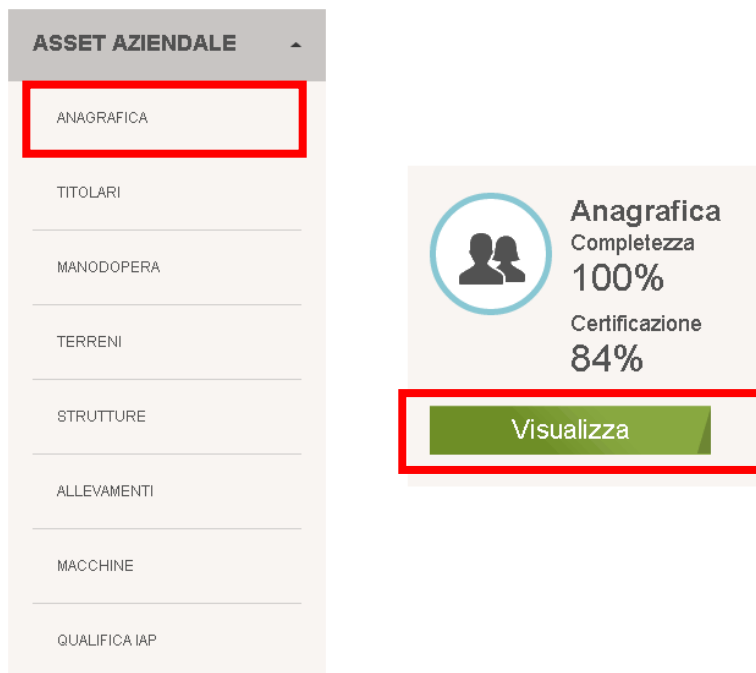 ASSET AZIENDALE
ANAGRAFICA
TITOLARI
MANODOPERA
TERRENI
STRUTTURE
ALLEVAMENTI
MACCHINE
QUALIFICA IAP
Anagrafica
Completezza
100%
Certificazione
84%
Visualizza